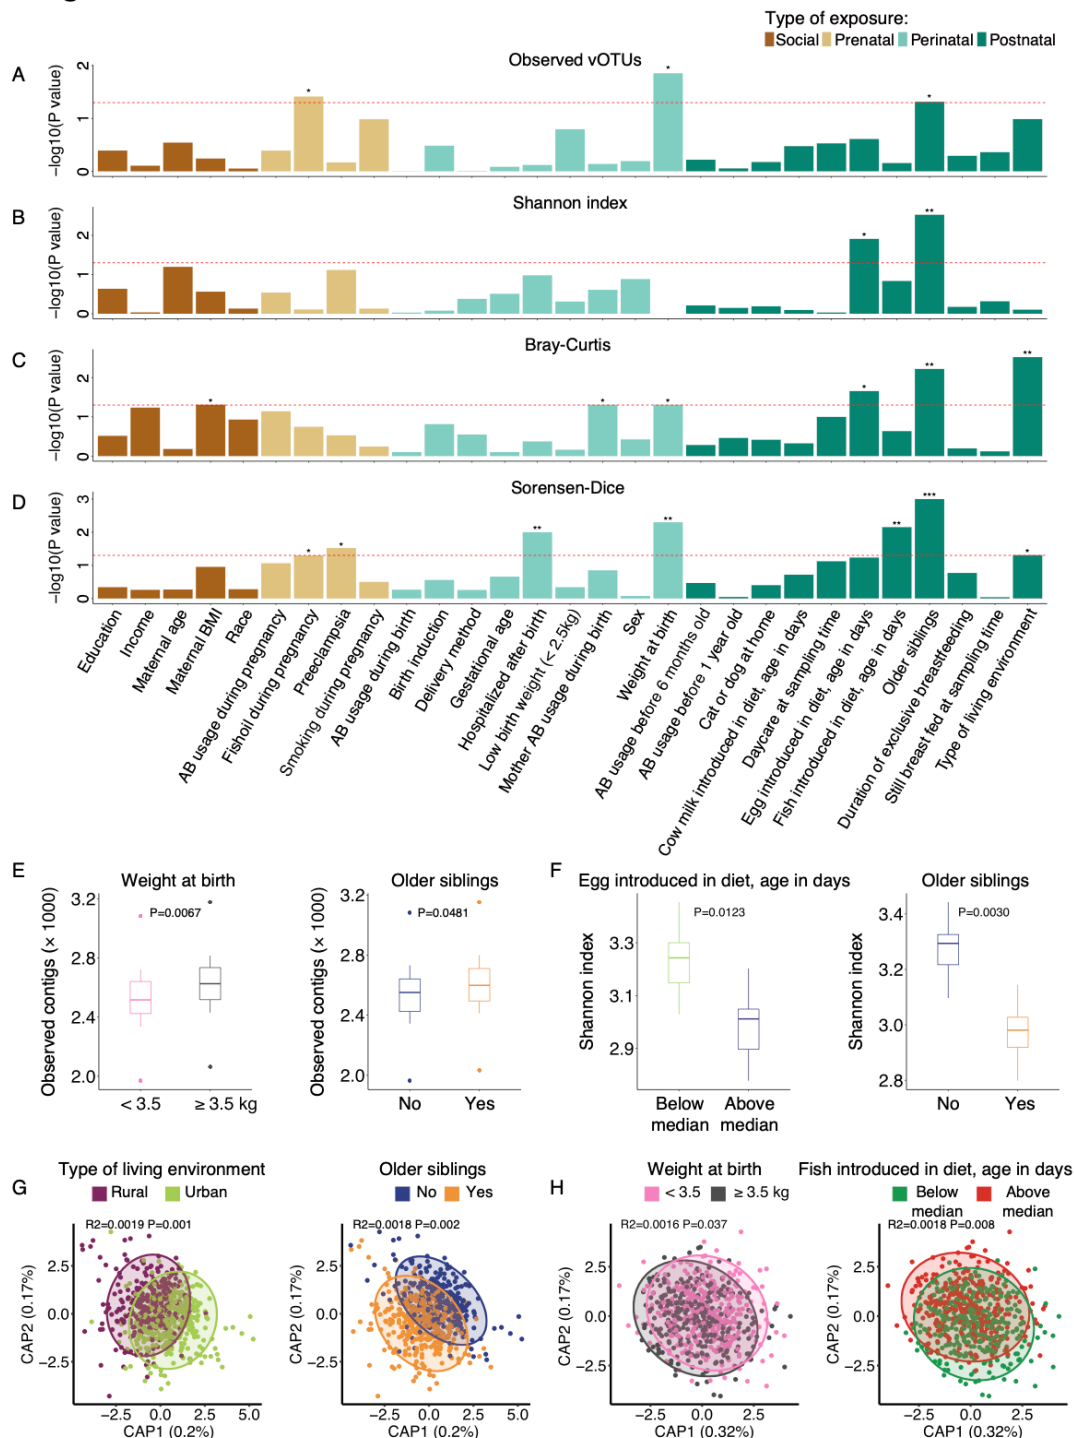 Type of exposure:
Social Prenatal Perinatal Postnatal
A
Observed vOTUs
−log10(P value)
2
1
0
*
*
*
B
Shannon index
−log10(P value)
2
1
0
*
**
C
Bray-Curtis
−log10(P value)
2
1
0
*
*
*
*
**
**
D
Sorensen-Dice
−log10(P value)
3
2
1
0
*
*
**
**
**
***
*
Education
Income
Maternal age
Maternal BMI
Race
AB usage during pregnancy
Fishoil during pregnancy
Preeclampsia
Smoking during pregnancy
AB usage during birth
Birth induction
Delivery method
Gestational age
Hospitalized after birth
Low birth weight (< 2.5kg)
Mother AB usage during birth
Sex
Weight at birth
AB usage before 6 months old
AB usage before 1 year old
Cat or dog at home
Cow milk introduced in diet, age in days
Daycare at sampling time
Egg introduced in diet, age in days
Fish introduced in diet, age in days
Older siblings
Duration of exclusive breastfeeding
Still breast fed at sampling time
Type of living environment
E
Weight at birth
Observed contigs (× 1000)
3.2
2.8
2.4
2.0
P=0.0067
< 3.5 ≥ 3.5 kg
Older siblings
Observed contigs (× 1000)
3.2
2.8
2.4
2.0
P=0.0481
No Yes
F
Egg introduced in diet, age in days
Shannon index
3.3
3.1
2.9
P=0.0123
Below median
Above median
Older siblings
Shannon index
3.4
3.2
3.0
2.8
P=0.0030
No Yes
G
Type of living environment
Rural Urban
R2=0.0019 P=0.001
CAP2 (0.17%)
2.5
0.0
−2.5
−2.5 0.0 2.5 5.0
CAP1 (0.2%)
Older siblings
No Yes
R2=0.0018 P=0.002
CAP2 (0.17%)
2.5
0.0
−2.5
−2.5 0.0 2.5 5.0
CAP1 (0.2%)
H
Weight at birth
< 3.5 ≥ 3.5 kg
R2=0.0016 P=0.037
CAP2 (0.17%)
2.5
0.0
−2.5
−2.5 0.0 2.5
CAP1 (0.32%)
Fish introduced in diet, age in days
Below median
Above median
R2=0.0018 P=0.008
CAP2 (0.17%)
2.5
0.0
−2.5
−2.5 0.0 2.5
CAP1 (0.32%)